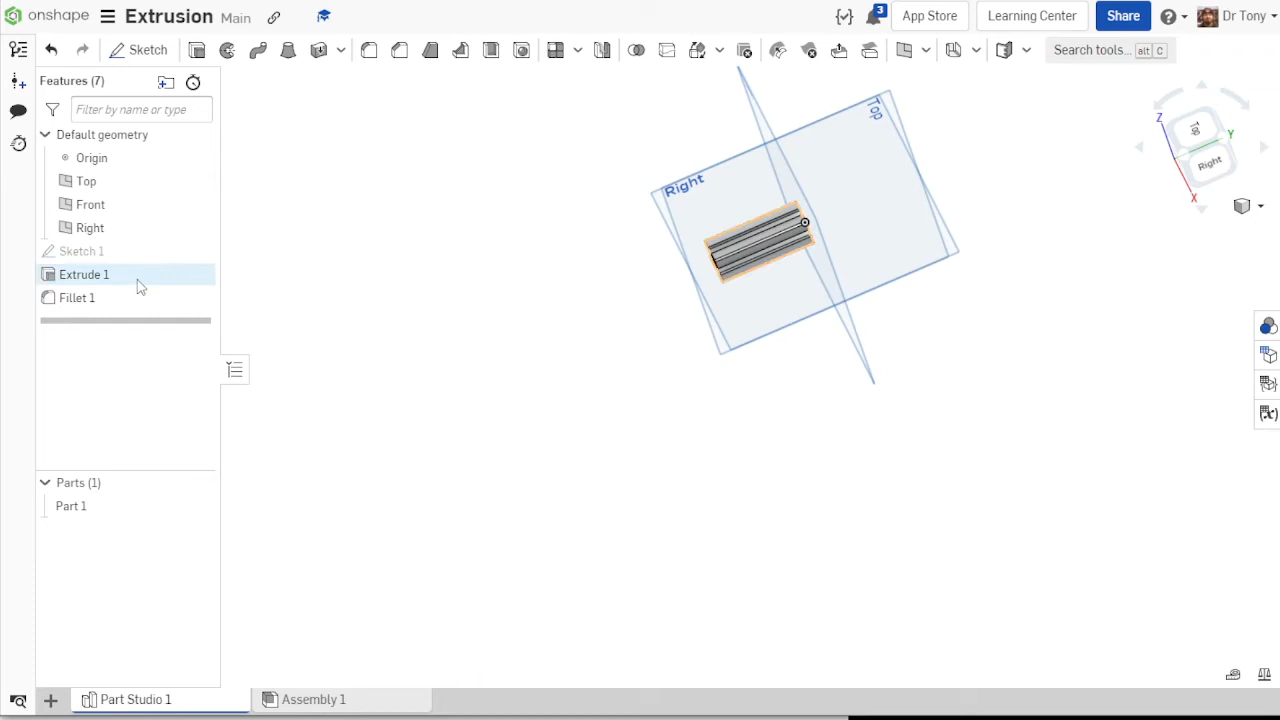 onshape Extrusion Main 3 App Store Learning Center Share Dr Tony
Sketch Search tools... alt C
Features (7)
Filter by name or type
Default geometry
Origin
Top
Front
Right
Sketch 1
Extrude 1
Fillet 1
Parts (1)
Part 1
Top
Right
Z
Top
Y
Right
X
Part Studio 1 Assembly 1